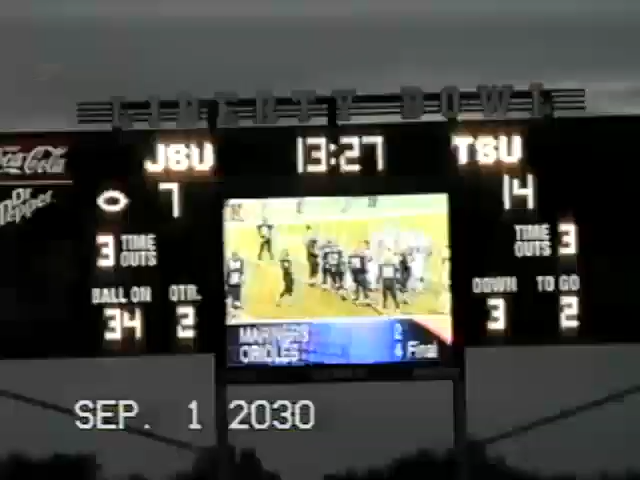 LIBERTY BOWL
Coca-Cola
Dr Pepper
JSU 13:27 TSU
7 14
3 TIME OUTS
TIME OUTS 3
BALL ON QTR. DOWN TO GO
34 2 3 2
MARINERS 2
ORIOLES 4 Final
SEP. 1 2030